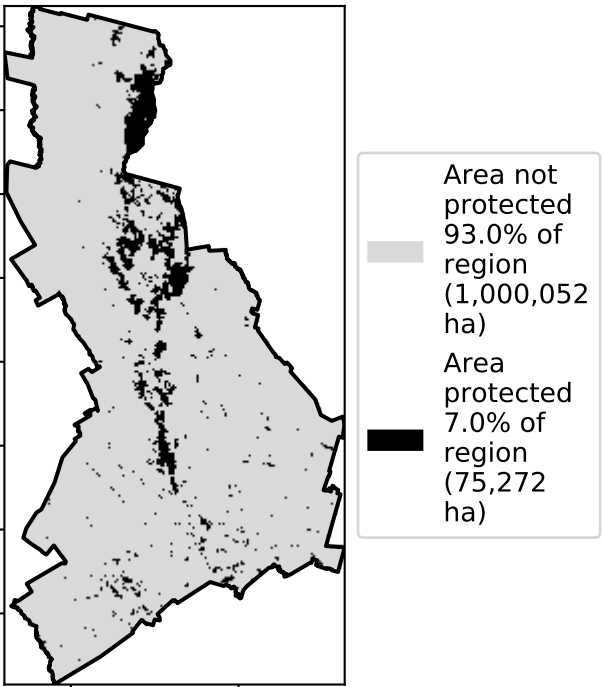 Area not
protected
93.0% of
region
(1,000,052
ha)
Area
protected
7.0% of
region
(75,272
ha)